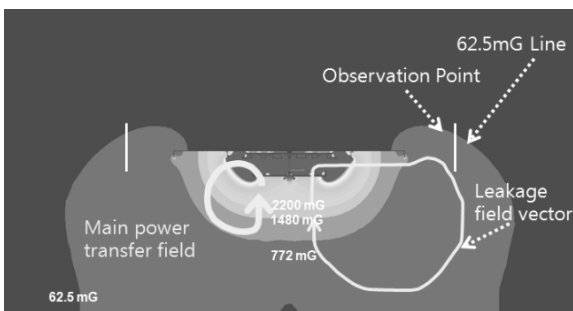 62.5mG Line
Observation Point
Leakage
field vector
Main power
transfer field
2200 mG
1480 mG
772 mG
62.5 mG